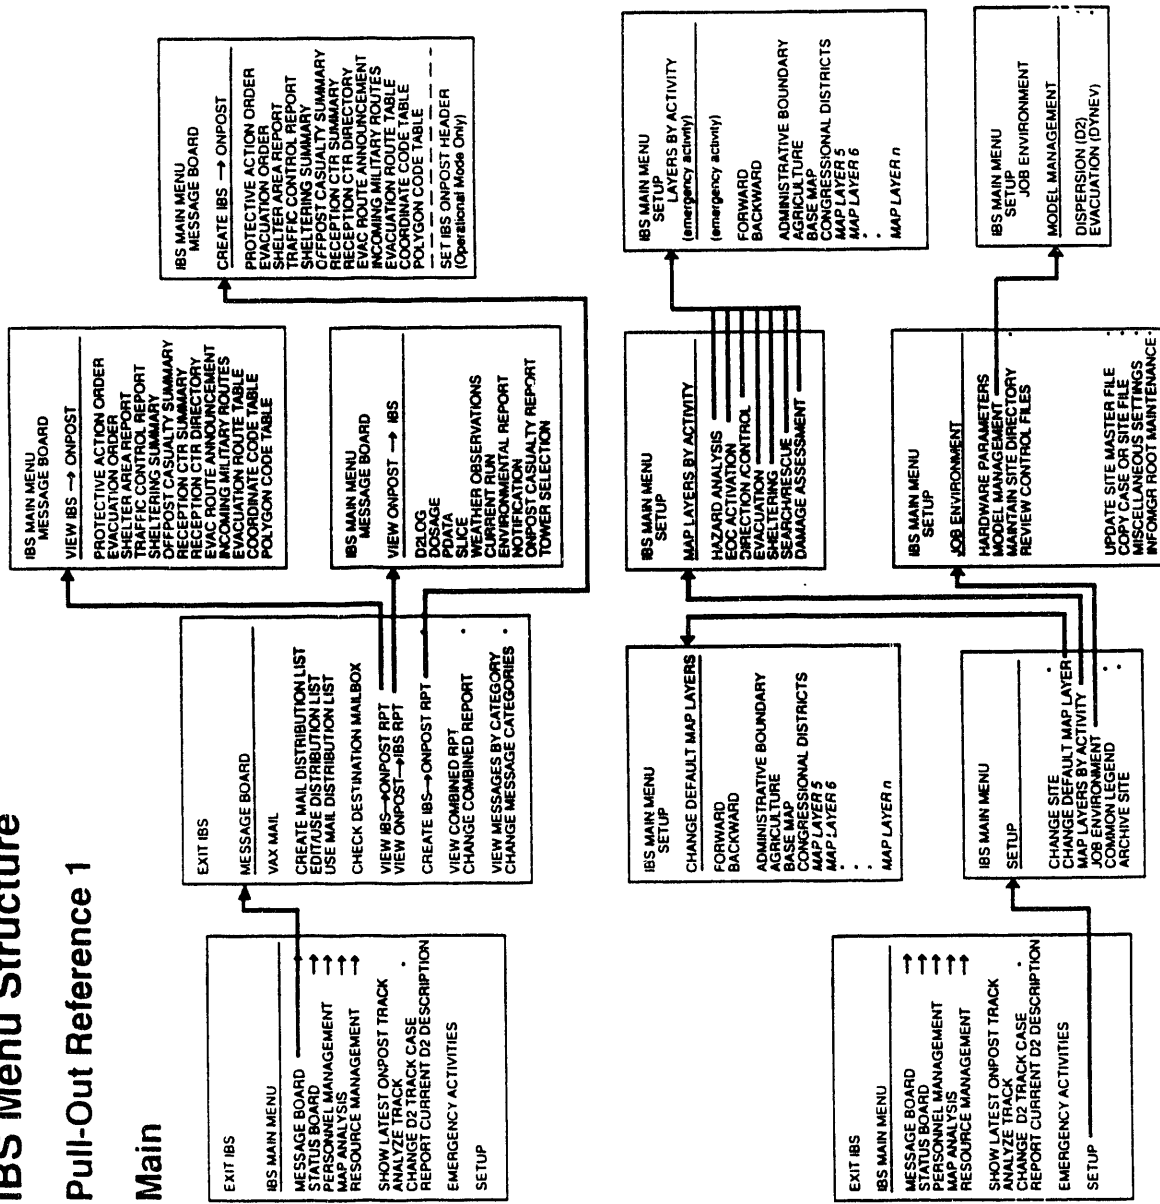 IBS Menu Structure
Pull-Out Reference 1
Main
EXIT IBS
IBS MAIN MENU
MESSAGE BOARD
STATUS BOARD →
PERSONNEL MANAGEMENT →
MAP ANALYSIS →
RESOURCE MANAGEMENT →
SHOW LATEST ONPOST TRACK
ANALYZE TRACK
CHANGE D2 TRACK CASE
REPORT CURRENT D2 DESCRIPTION
EMERGENCY ACTIVITIES
SETUP
EXIT IBS
MESSAGE BOARD
VAX MAIL
CREATE MAIL DISTRIBUTION LIST
EDIT/USE DISTRIBUTION LIST
USE MAIL DISTRIBUTION LIST
CHECK DESTINATION MAILBOX
VIEW IBS→ONPOST RPT
VIEW ONPOST→IBS RPT
CREATE IBS→ONPOST RPT
VIEW COMBINED RPT
CHANGE COMBINED REPORT
VIEW MESSAGES BY CATEGORY
CHANGE MESSAGE CATEGORIES
IBS MAIN MENU
MESSAGE BOARD
VIEW IBS → ONPOST
PROTECTIVE ACTION ORDER
EVACUATION ORDER
SHELTER AREA REPORT
TRAFFIC CONTROL REPORT
SHELTERING SUMMARY
OFFPOST CASUALTY SUMMARY
RECEPTION CTR SUMMARY
RECEPTION CTR DIRECTORY
EVAC ROUTE ANNOUNCEMENT
INCOMING MILITARY ROUTES
EVACUATION ROUTE TABLE
COORDINATE CODE TABLE
POLYGON CODE TABLE
IBS MAIN MENU
MESSAGE BOARD
VIEW ONPOST → IBS
D2LOG
DOSAGE
PDATA
SLICE
WEATHER OBSERVATIONS
CURRENT RUN
ENVIRONMENTAL REPORT
NOTIFICATION
ONPOST CASUALTY REPORT
TOWER SELECTION
IBS MAIN MENU
MESSAGE BOARD
CREATE IBS → ONPOST
PROTECTIVE ACTION ORDER
EVACUATION ORDER
SHELTER AREA REPORT
TRAFFIC CONTROL REPORT
SHELTERING SUMMARY
OFFPOST CASUALTY SUMMARY
RECEPTION CTR SUMMARY
RECEPTION CTR DIRECTORY
EVAC ROUTE ANNOUNCEMENT
INCOMING MILITARY ROUTES
EVACUATION ROUTE TABLE
COORDINATE CODE TABLE
POLYGON CODE TABLE
SET IBS ONPOST HEADER
(Operational Mode Only)
EXIT IBS
IBS MAIN MENU
MESSAGE BOARD →
STATUS BOARD →
PERSONNEL MANAGEMENT →
MAP ANALYSIS →
RESOURCE MANAGEMENT →
SHOW LATEST ONPOST TRACK
ANALYZE TRACK
CHANGE D2 TRACK CASE
REPORT CURRENT D2 DESCRIPTION
EMERGENCY ACTIVITIES
SETUP
IBS MAIN MENU
SETUP
CHANGE DEFAULT MAP LAYERS
FORWARD
BACKWARD
ADMINISTRATIVE BOUNDARY
AGRICULTURE
BASE MAP
CONGRESSIONAL DISTRICTS
MAP LAYER 5
MAP LAYER 6
.
.
MAP LAYER n
IBS MAIN MENU
SETUP
CHANGE SITE
CHANGE DEFAULT MAP LAYER
MAP LAYERS BY ACTIVITY
JOB ENVIRONMENT
COMMON LEGEND
ARCHIVE SITE
IBS MAIN MENU
SETUP
MAP LAYERS BY ACTIVITY
HAZARD ANALYSIS
EOC ACTIVATION
DIRECTION /CONTROL
EVACUATION
SHELTERING
SEARCH/RESCUE
DAMAGE ASSESSMENT
IBS MAIN MENU
SETUP
JOB ENVIRONMENT
HARDWARE PARAMETERS
MODEL MANAGEMENT
MAINTAIN SITE DIRECTORY
REVIEW CONTROL FILES
UPDATE SITE MASTER FILE
COPY CASE OR SITE FILE
MISCELLANEOUS SETTINGS
INFOMGR ROOT MAINTENANCE
IBS MAIN MENU
SETUP
LAYERS BY ACTIVITY
(emergency activity)
(emergency activity)
FORWARD
BACKWARD
ADMINISTRATIVE BOUNDARY
AGRICULTURE
BASE MAP
CONGRESSIONAL DISTRICTS
MAP LAYER 5
MAP LAYER 6
.
.
MAP LAYER n
IBS MAIN MENU
SETUP
JOB ENVIRONMENT
MODEL MANAGEMENT
DISPERSION (D2)
EVACUATION (DYNEV)